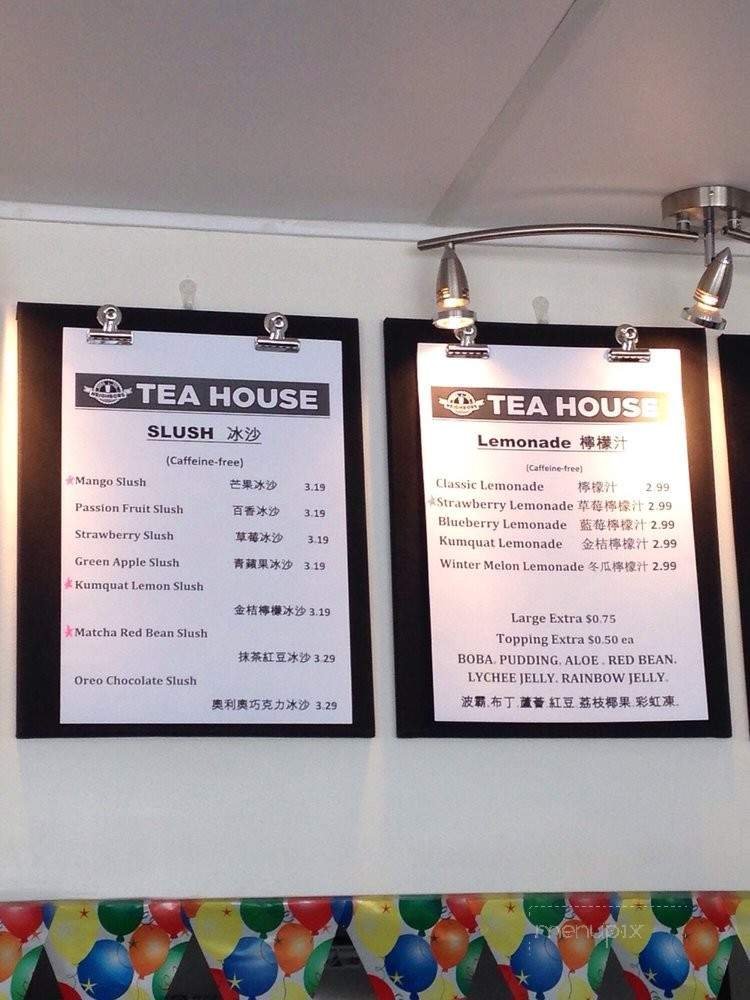 NEIGHBORS
TEA HOUSE
SLUSH 冰沙
(Caffeine-free)
Mango Slush 芒果冰沙 3.19
Passion Fruit Slush 百香冰沙 3.19
Strawberry Slush 草莓冰沙 3.19
Green Apple Slush 青蘋果冰沙 3.19
Kumquat Lemon Slush
金桔檸檬冰沙 3.19
Matcha Red Bean Slush
抹茶紅豆冰沙 3.29
Oreo Chocolate Slush
奧利奧巧克力冰沙 3.29
NEIGHBORS
TEA HOUSE
Lemonade 檸檬汁
(Caffeine-free)
Classic Lemonade 檸檬汁 2.99
Strawberry Lemonade 草莓檸檬汁 2.99
Blueberry Lemonade 藍莓檸檬汁 2.99
Kumquat Lemonade 金桔檸檬汁 2.99
Winter Melon Lemonade 冬瓜檸檬汁 2.99
Large Extra $0.75
Topping Extra $0.50 ea
BOBA. PUDDING. ALOE . RED BEAN.
LYCHEE JELLY. RAINBOW JELLY.
波霸.布丁.蘆薈.紅豆.荔枝椰果.彩虹凍.
menupix